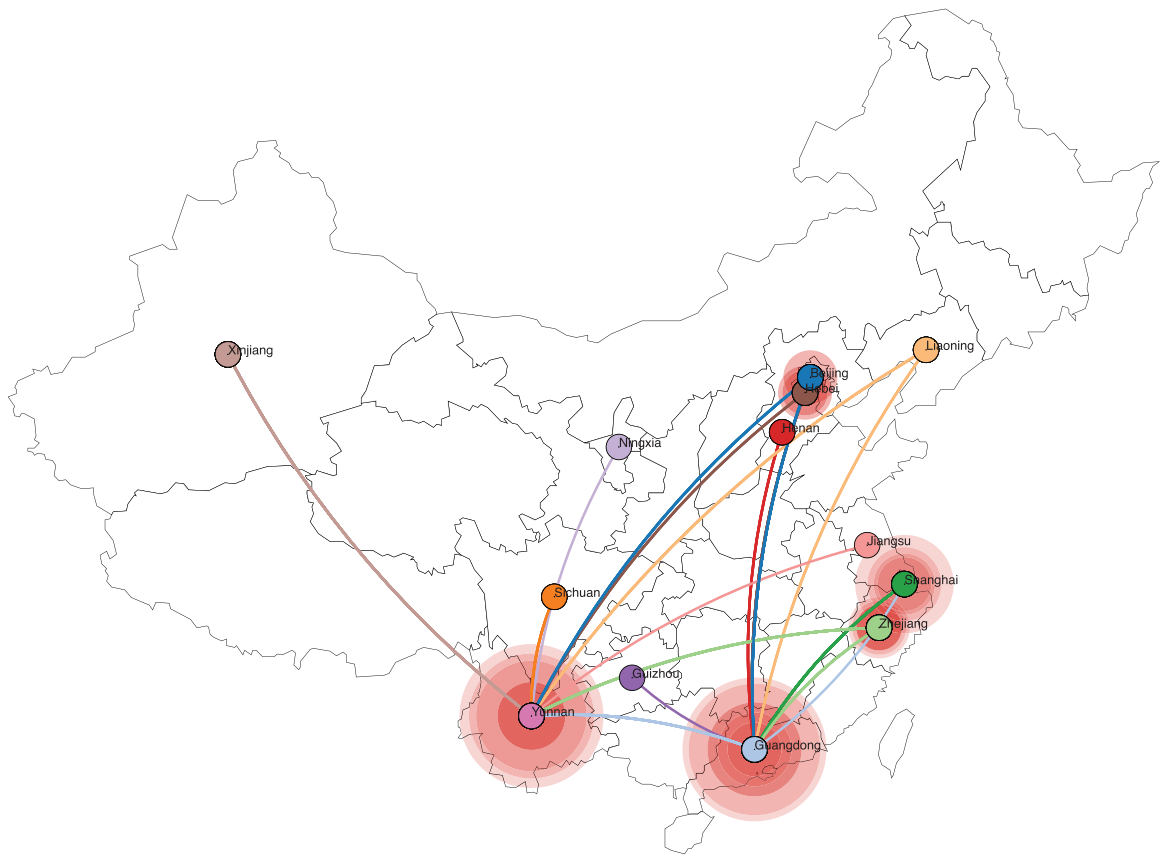 Xinjiang
Liaoning
Beijing
Hebei
Henan
Ningxia
Jiangsu
Shanghai
Sichuan
Zhejiang
Guizhou
Yunnan
Guangdong